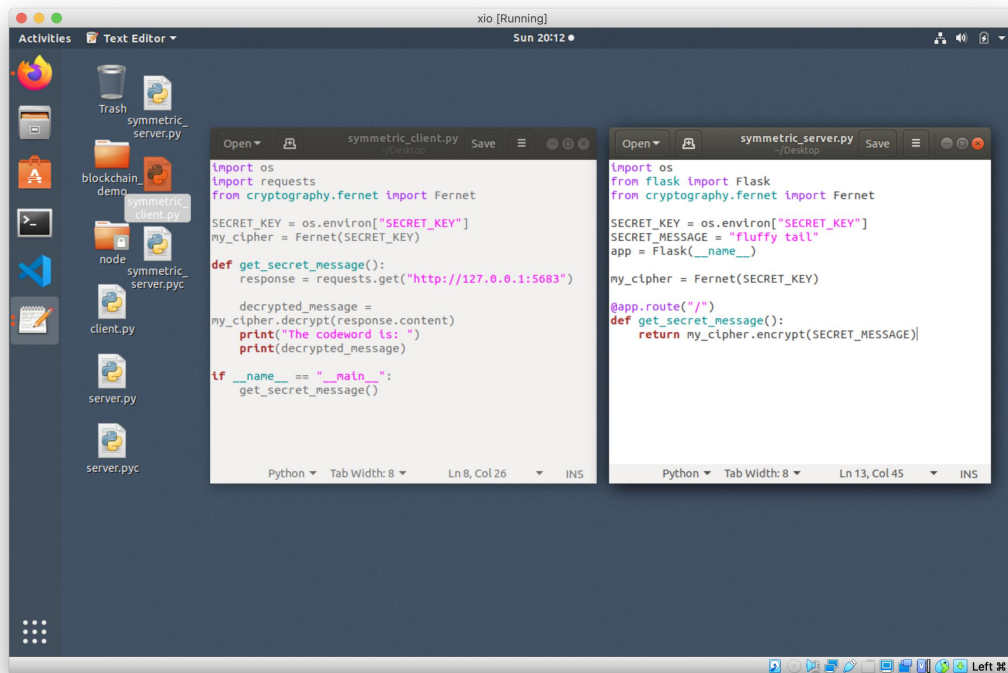 xio [Running]
Activities
Text Editor
Sun 20:12
Trash
symmetric_
server.py
blockchain_
demo
symmetric_
client.py
node
symmetric_
server.pyc
client.py
server.py
server.pyc
Open
symmetric_client.py
~/Desktop
Save
import os
import requests
from cryptography.fernet import Fernet
SECRET_KEY = os.environ["SECRET_KEY"]
my_cipher = Fernet(SECRET_KEY)
def get_secret_message():
    response = requests.get("http://127.0.0.1:5683")
    decrypted_message =
my_cipher.decrypt(response.content)
    print("The codeword is: ")
    print(decrypted_message)
if __name__ == "__main__":
    get_secret_message()
Python Tab Width: 8 Ln 8, Col 26 INS
Open
symmetric_server.py
~/Desktop
Save
import os
from flask import Flask
from cryptography.fernet import Fernet
SECRET_KEY = os.environ["SECRET_KEY"]
SECRET_MESSAGE = "fluffy tail"
app = Flask(__name__)
my_cipher = Fernet(SECRET_KEY)
@app.route("/")
def get_secret_message():
    return my_cipher.encrypt(SECRET_MESSAGE)
Python Tab Width: 8 Ln 13, Col 45 INS
Left ⌘